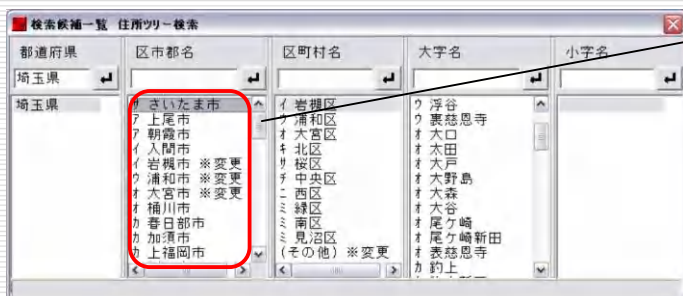 検索候補一覧 住所ツリー検索
都道府県
区市都名
区町村名
大字名
小字名
埼玉県
埼玉県
サ さいたま市
ア 上尾市
ア 朝霞市
イ 入間市
イ 岩槻市 ※変更
ウ 浦和市 ※変更
オ 大宮市 ※変更
オ 桶川市
カ 春日部市
カ 加須市
カ 上福岡市
イ 岩槻区
ウ 浦和区
オ 大宮区
キ 北区
サ 桜区
チ 中央区
ニ 西区
ミ 緑区
ミ 南区
ミ 見沼区
(その他) ※変更
ウ 浮谷
ウ 裏慈恩寺
オ 大口
オ 太田
オ 大戸
オ 大野島
オ 大森
オ 大谷
オ 尾ケ崎
オ 尾ケ崎新田
オ 表慈恩寺
カ 釣上